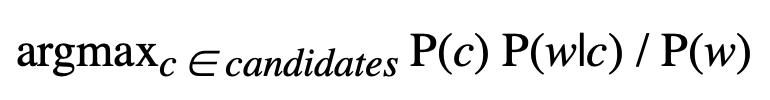 argmax_{c ∈ candidates} P(c) P(w|c) / P(w)